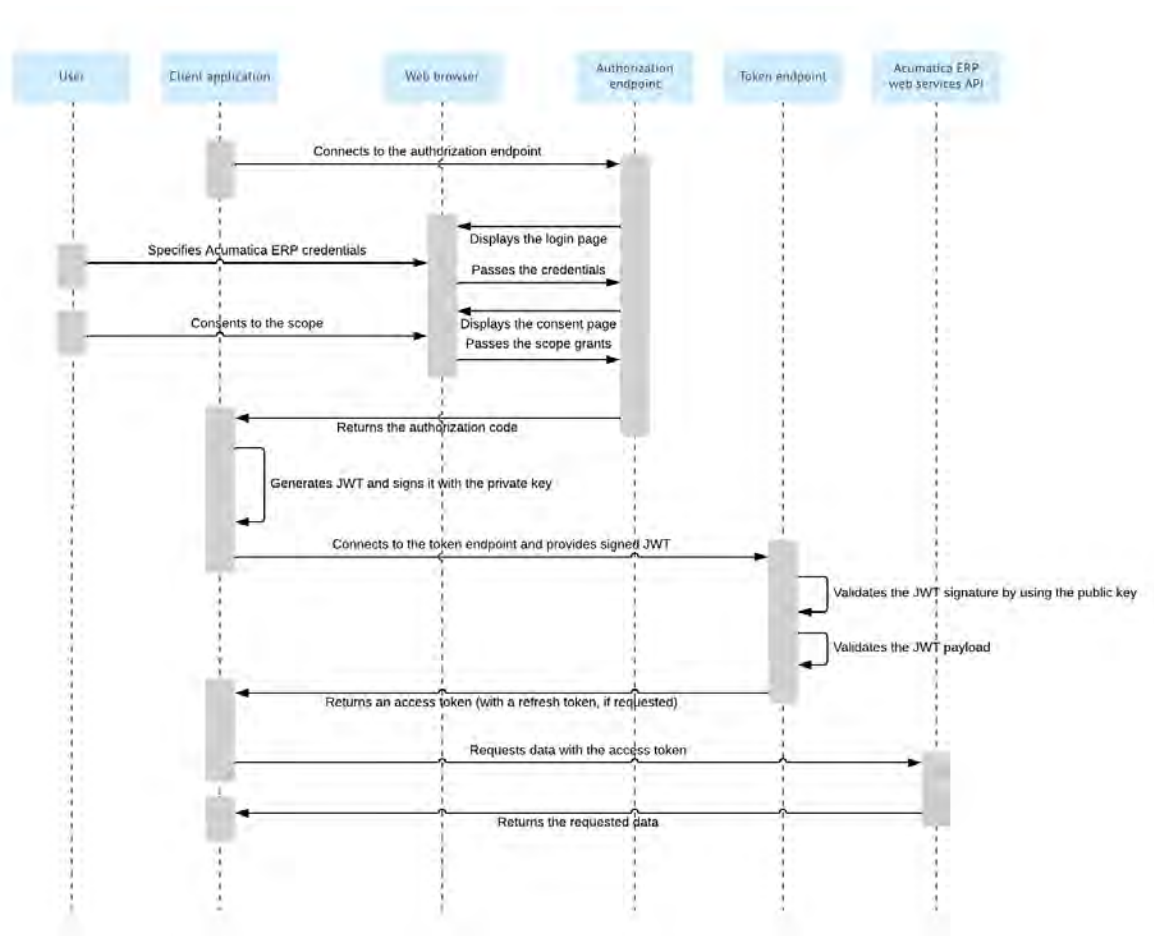 User
Client application
Web browser
Authorization
endpoint
Token endpoint
Acumatica ERP
web services API
Connects to the authorization endpoint
Displays the login page
Specifies Acumatica ERP credentials
Passes the credentials
Consents to the scope
Displays the consent page
Passes the scope grants
Returns the authorization code
Generates JWT and signs it with the private key
Connects to the token endpoint and provides signed JWT
Validates the JWT signature by using the public key
Validates the JWT payload
Returns an access token (with a refresh token, if requested)
Requests data with the access token
Returns the requested data